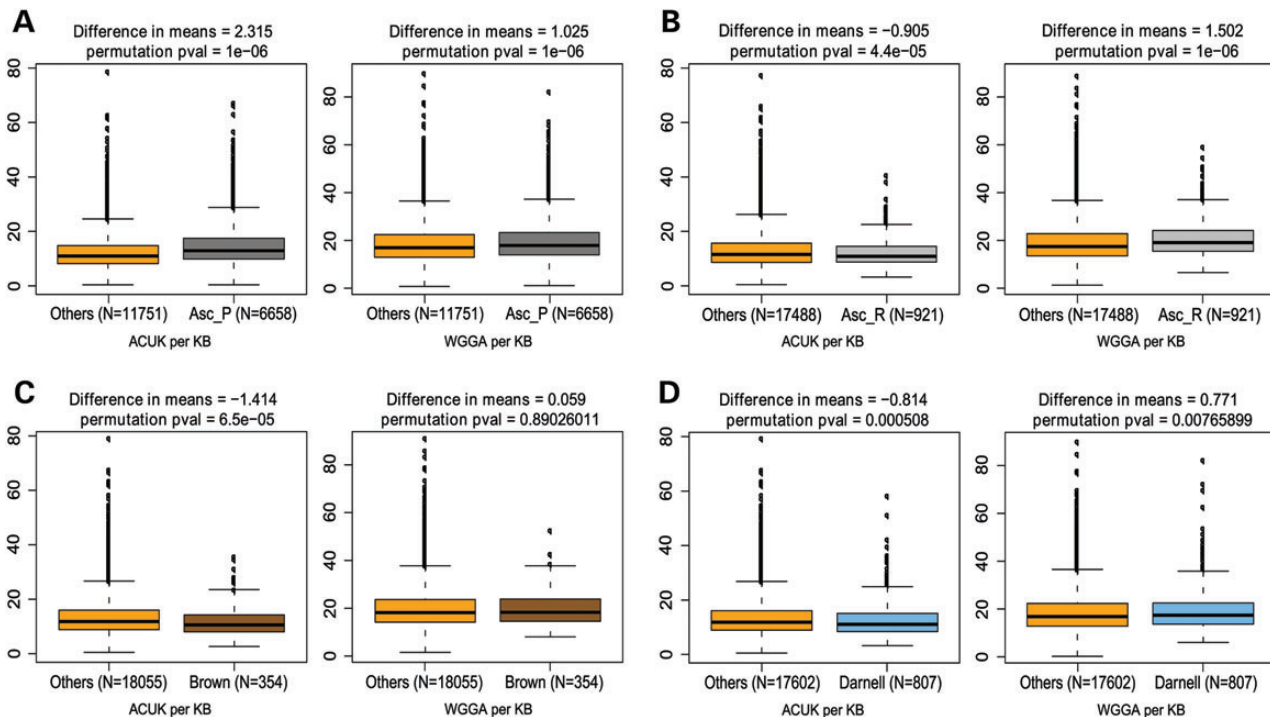 A
Difference in means = 2.315
permutation pval = 1e-06
80
60
40
20
0
Others (N=11751) Asc_P (N=6658)
ACUK per KB
Difference in means = 1.025
permutation pval = 1e-06
80
60
40
20
0
Others (N=11751) Asc_P (N=6658)
WGGA per KB
B
Difference in means = −0.905
permutation pval = 4.4e-05
80
60
40
20
0
Others (N=17488) Asc_R (N=921)
ACUK per KB
Difference in means = 1.502
permutation pval = 1e-06
80
60
40
20
0
Others (N=17488) Asc_R (N=921)
WGGA per KB
C
Difference in means = −1.414
permutation pval = 6.5e-05
80
60
40
20
0
Others (N=18055) Brown (N=354)
ACUK per KB
Difference in means = 0.059
permutation pval = 0.89026011
80
60
40
20
0
Others (N=18055) Brown (N=354)
WGGA per KB
D
Difference in means = −0.814
permutation pval = 0.000508
80
60
40
20
0
Others (N=17602) Darnell (N=807)
ACUK per KB
Difference in means = 0.771
permutation pval = 0.00765899
80
60
40
20
0
Others (N=17602) Darnell (N=807)
WGGA per KB